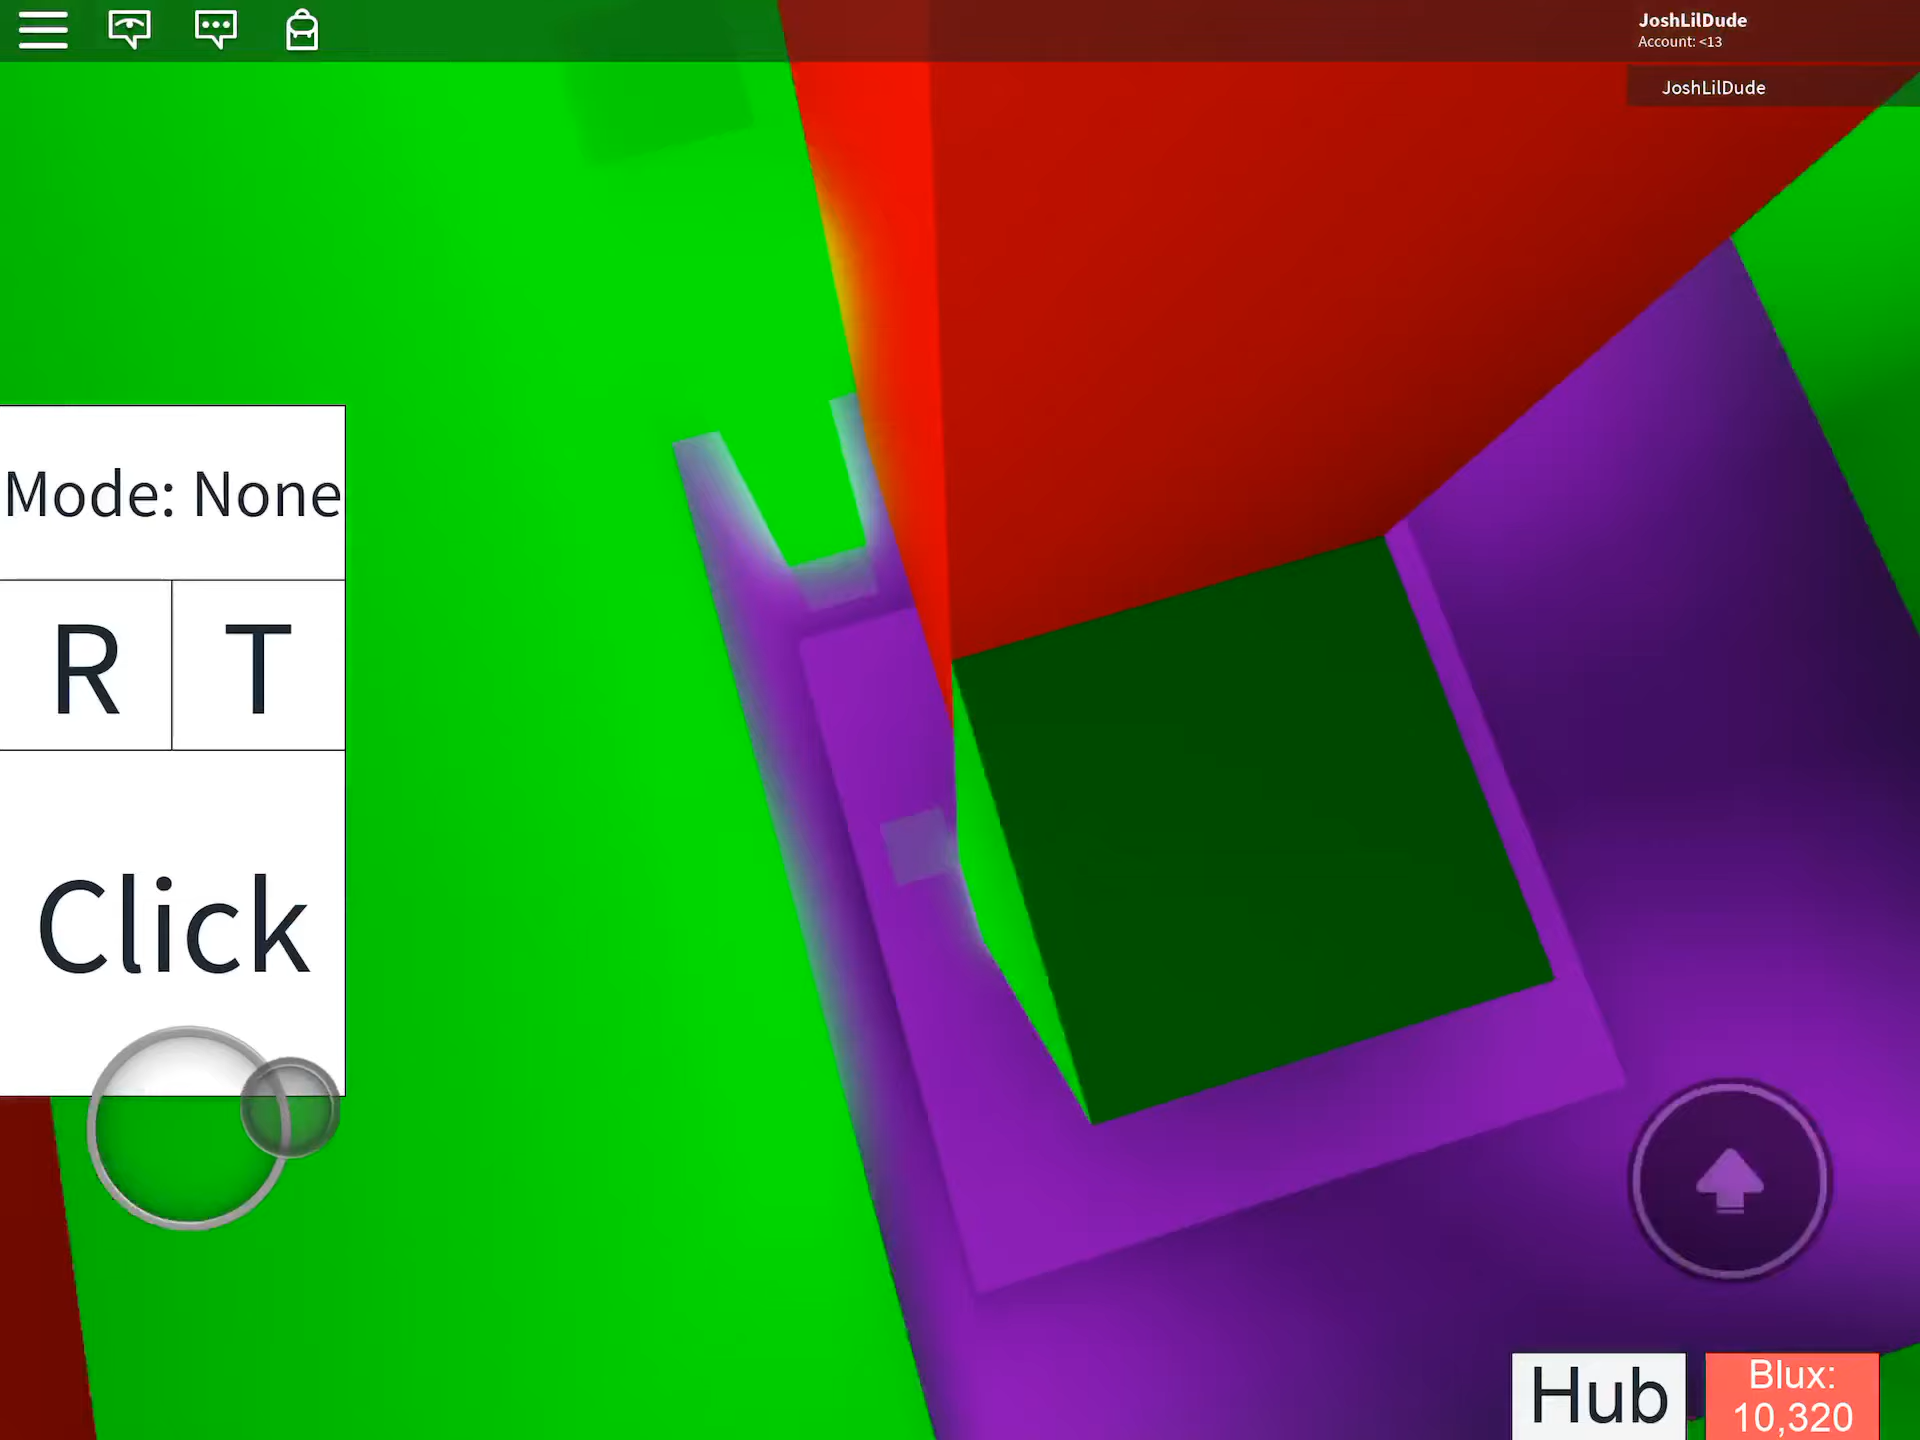 JoshLilDude
Account: <13
JoshLilDude
Mode: None
R T
Click
Hub
Blux:
10,320